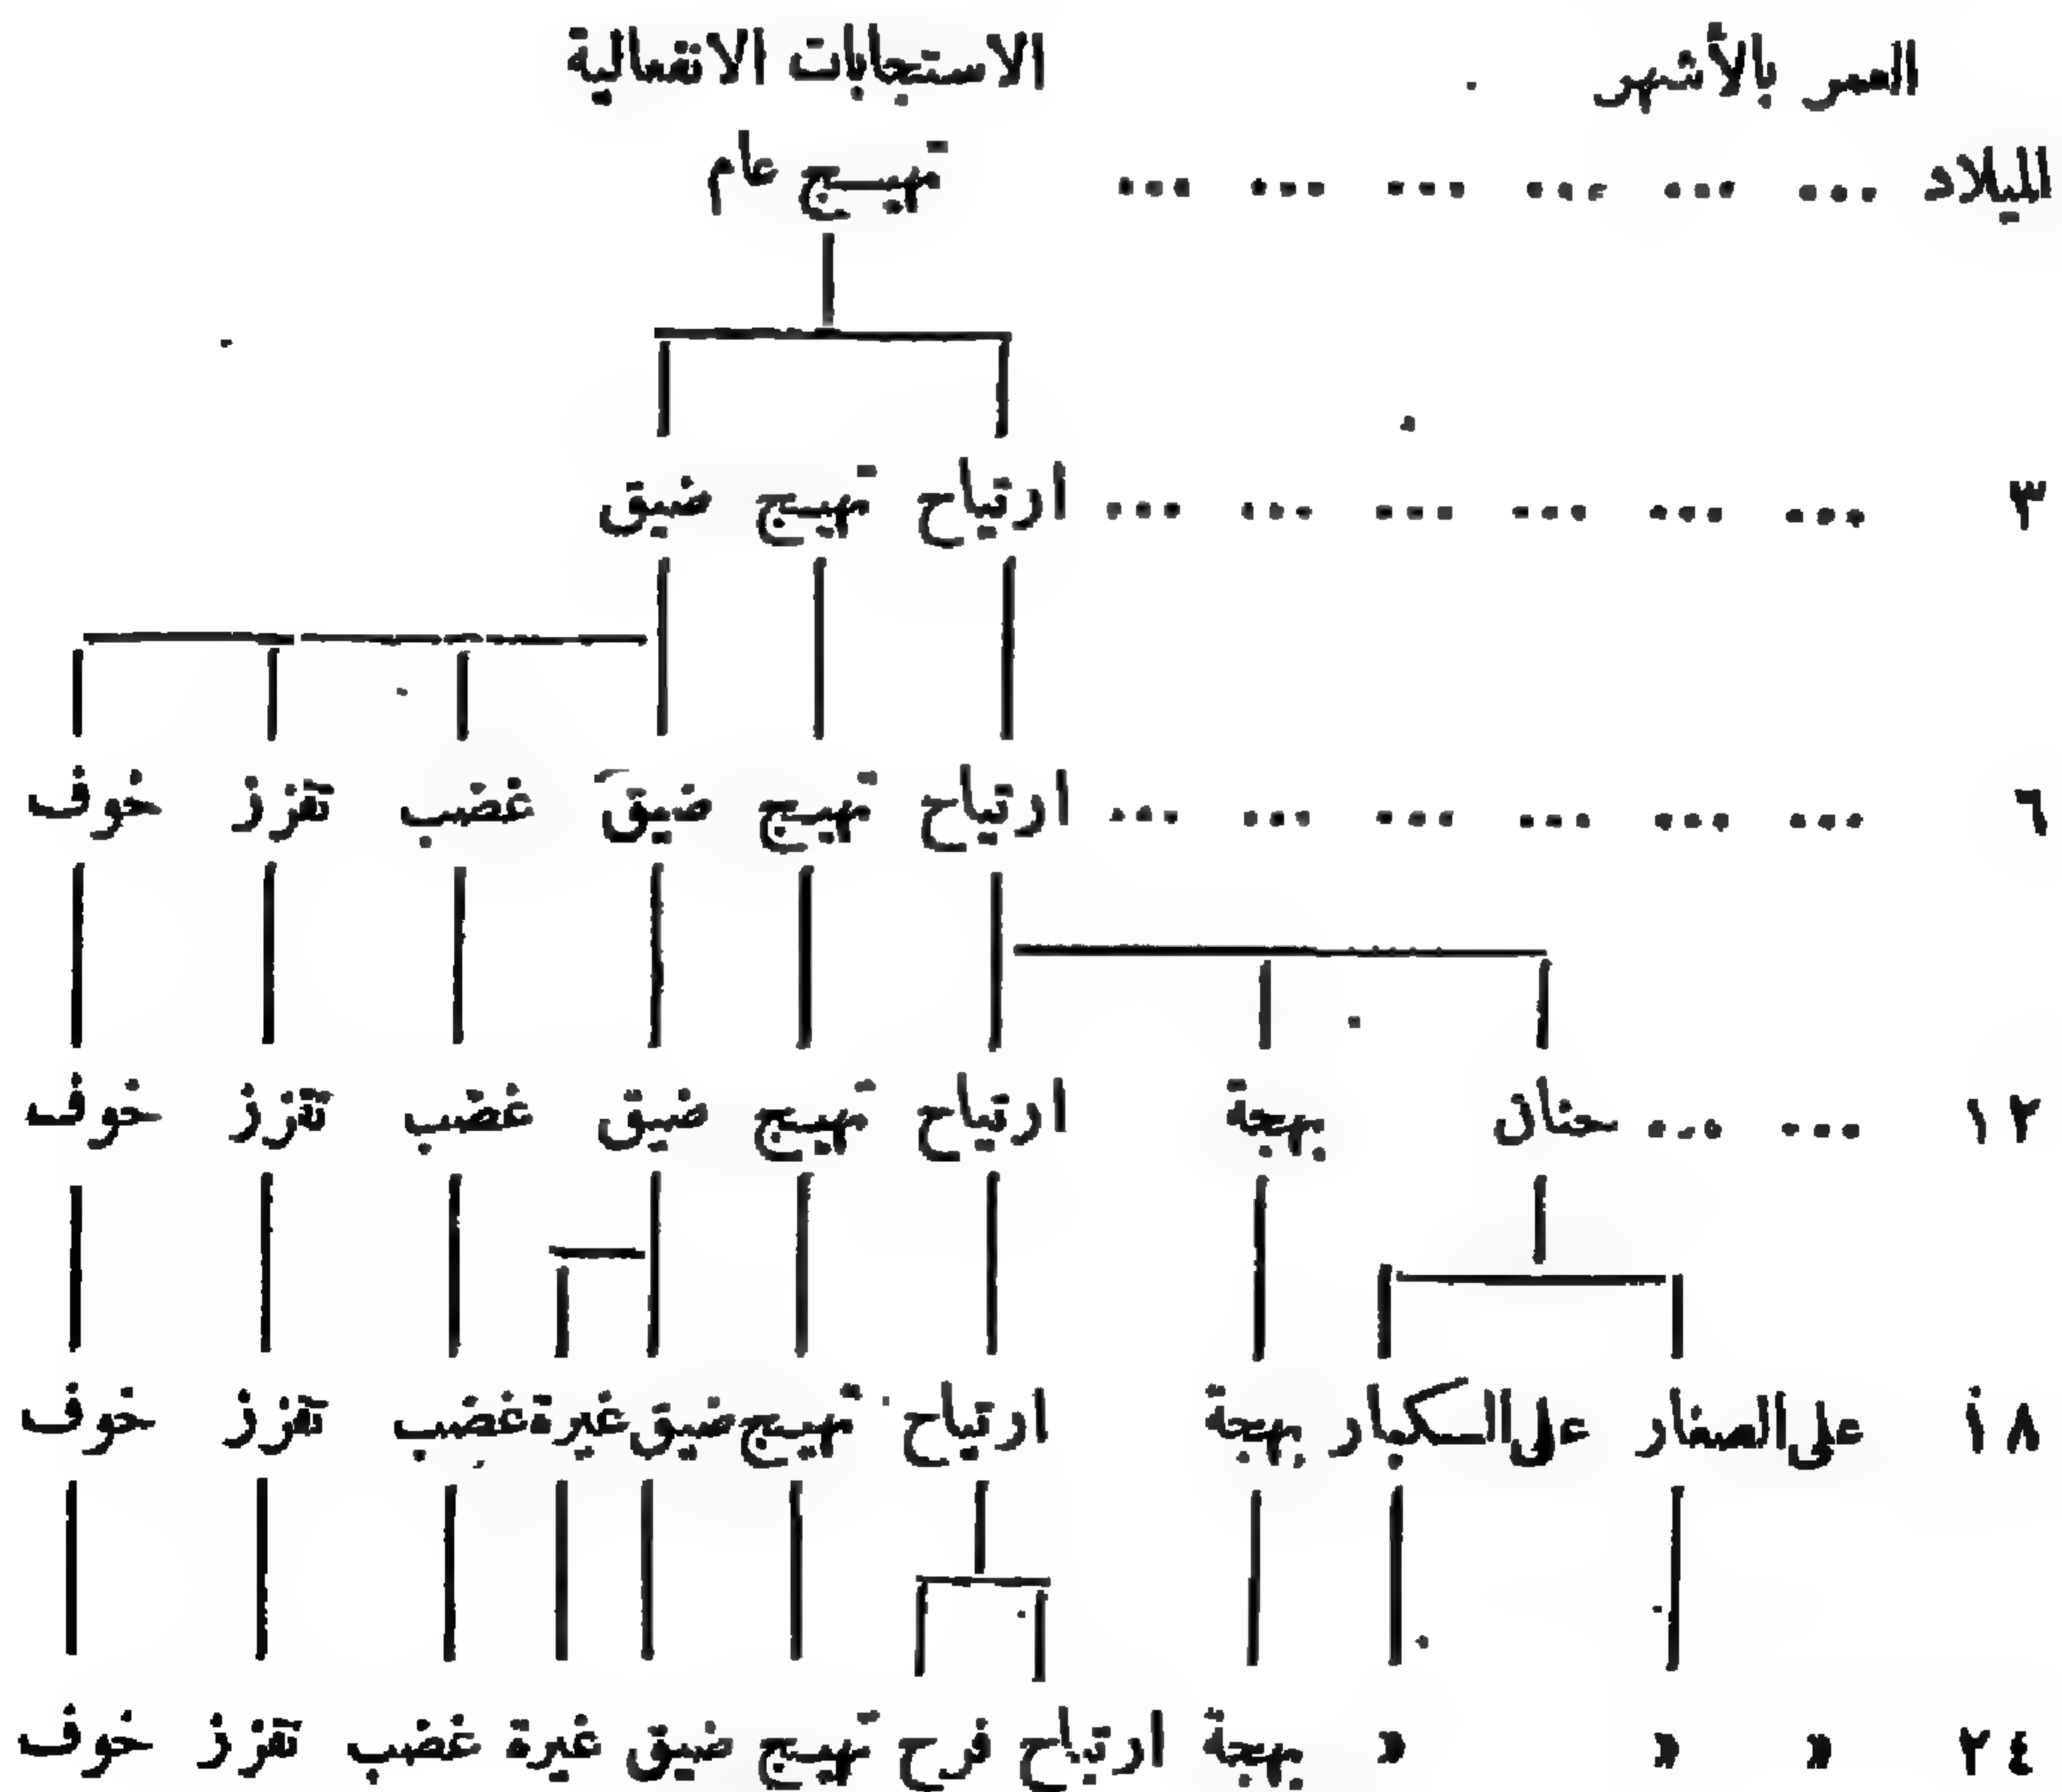 العمر بالأشهر الاستجابات الانفعالية
الميلاد ... ... ... ... ... ... تهيج عام
٣ ... ... ... ... ... ... ارتياح تهيج ضيق
٦ ... ... ... ... ... ... ارتياح تهيج ضيق غضب تقزز خوف
١٢ ... ... حنان بهجة ارتياح تهيج ضيق غضب تقزز خوف
١٨ على الصغار على الكبار بهجة ارتياح تهيج ضيق غيرة غضب تقزز خوف
٢٤ » » » بهجة ارتياح فرح تهيج ضيق غيرة غضب تقزز خوف